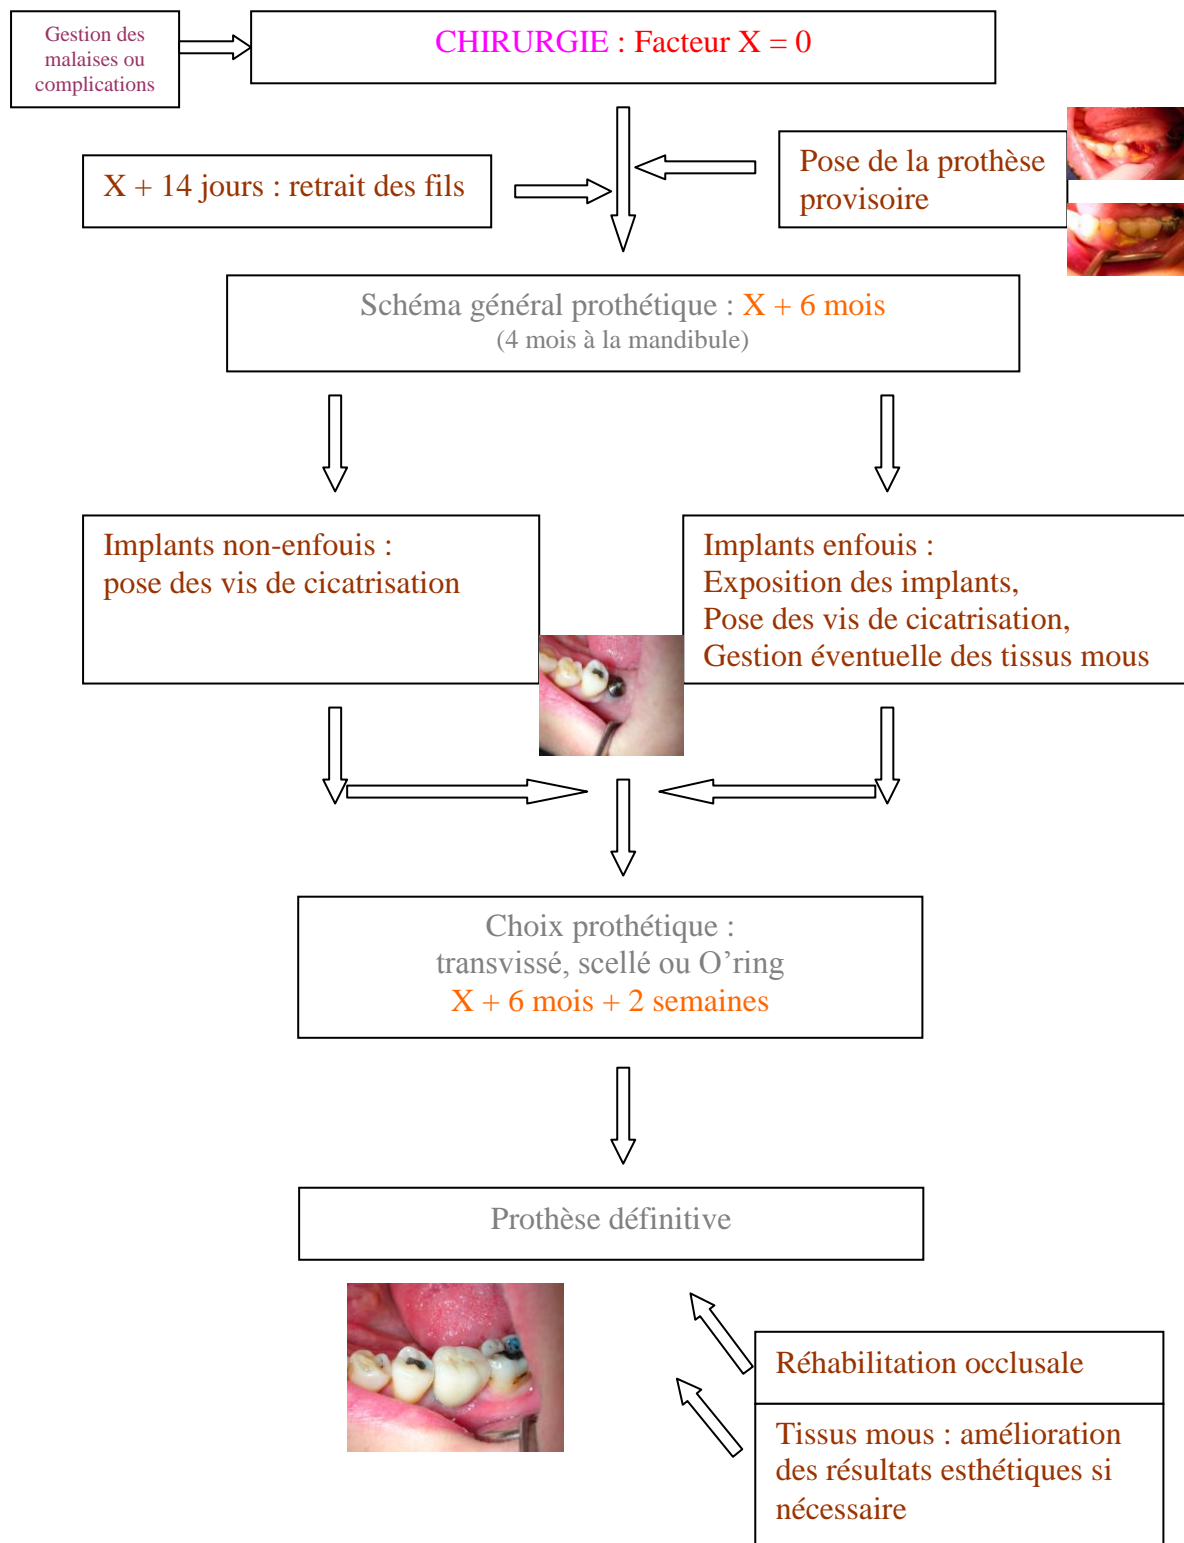 Gestion des
malaises ou
complications
CHIRURGIE : Facteur X = 0
X + 14 jours : retrait des fils
Pose de la prothèse
provisoire
Schéma général prothétique : X + 6 mois
(4 mois à la mandibule)
Implants non-enfouis :
pose des vis de cicatrisation
Implants enfouis :
Exposition des implants,
Pose des vis de cicatrisation,
Gestion éventuelle des tissus mous
Choix prothétique :
transvissé, scellé ou O’ring
X + 6 mois + 2 semaines
Prothèse définitive
Réhabilitation occlusale
Tissus mous : amélioration
des résultats esthétiques si
nécessaire